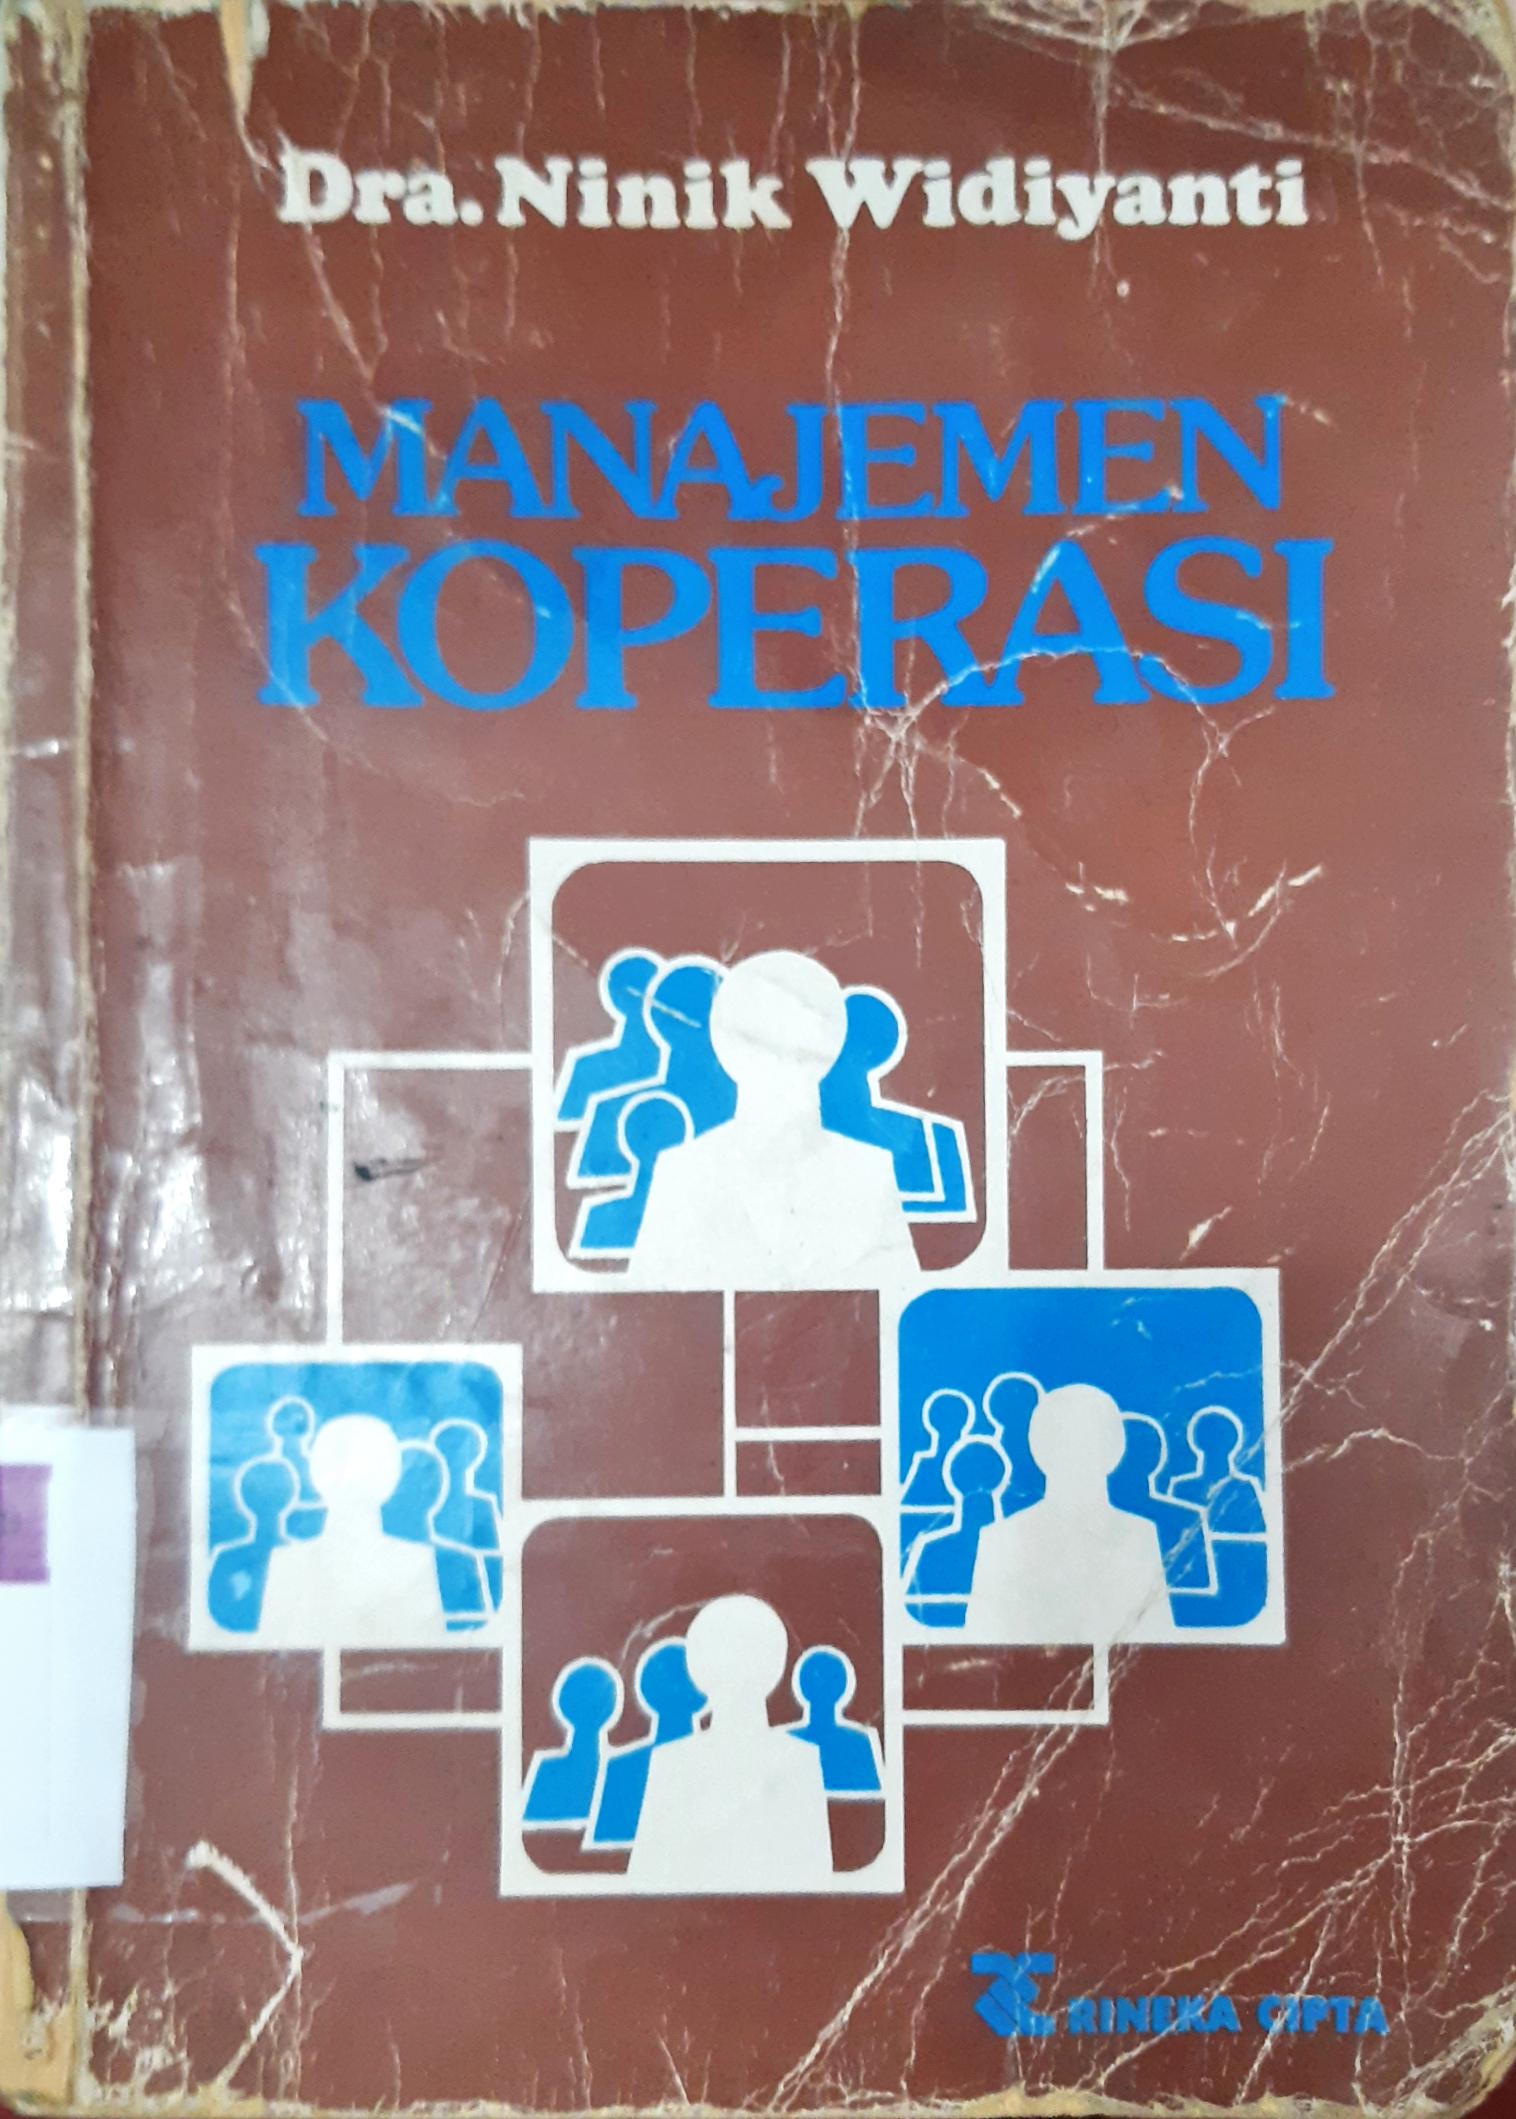 Dra. Ninik Widiyanti
MANAJEMEN
KOPERASI
RINEKA CIPTA